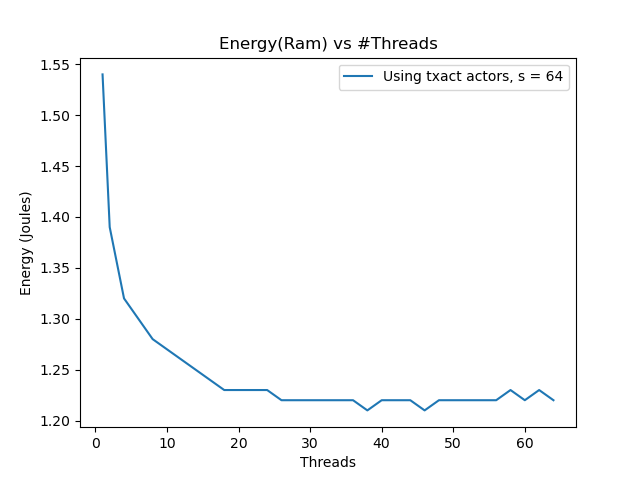 Energy(Ram) vs #Threads
Using txact actors, s = 64
Energy (Joules)
1.55
1.50
1.45
1.40
1.35
1.30
1.25
1.20
0 10 20 30 40 50 60
Threads